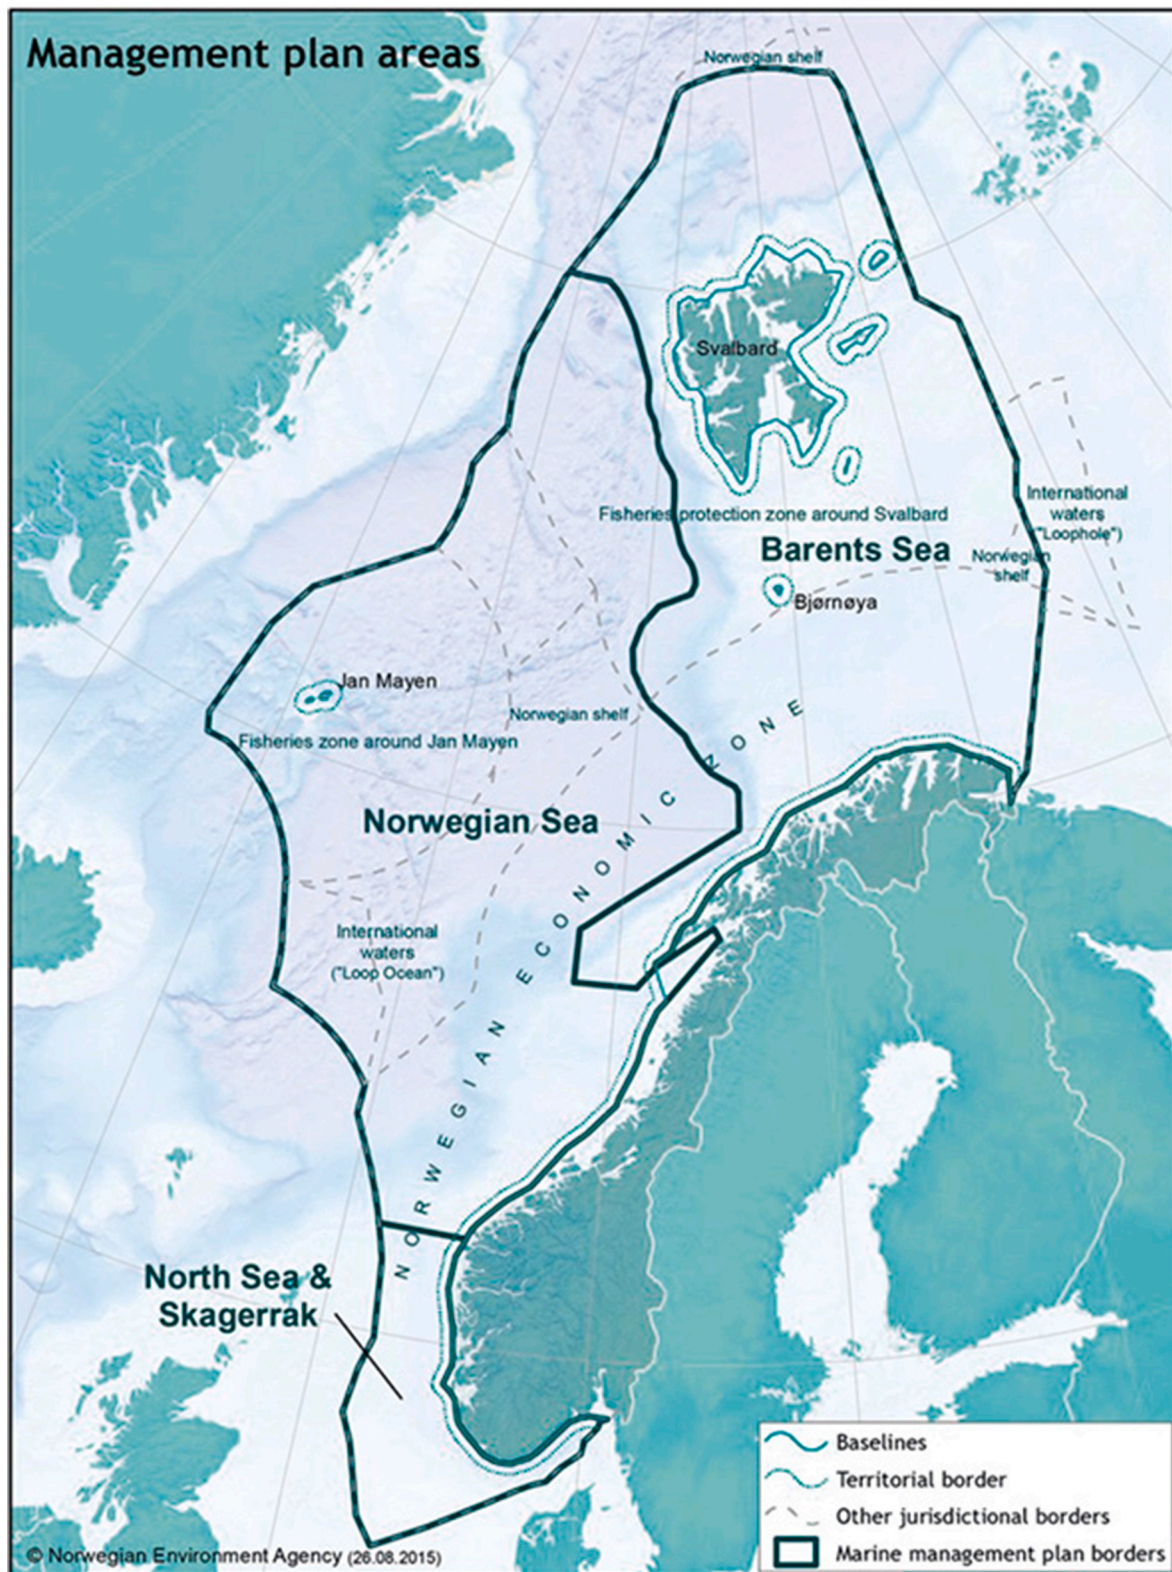 Management plan areas
Norwegian shelf
Svalbard
Fisheries protection zone around Svalbard
International
waters
("Loophole")
Barents Sea
Norwegian
shelf
Bjørnøya
Jan Mayen
Norwegian shelf
Fisheries zone around Jan Mayen
Norwegian Sea
NORWEGIAN ECONOMIC ZONE
International
waters
("Loop Ocean")
North Sea &
Skagerrak
Baselines
Territorial border
Other jurisdictional borders
Marine management plan borders
© Norwegian Environment Agency (26.08.2015)